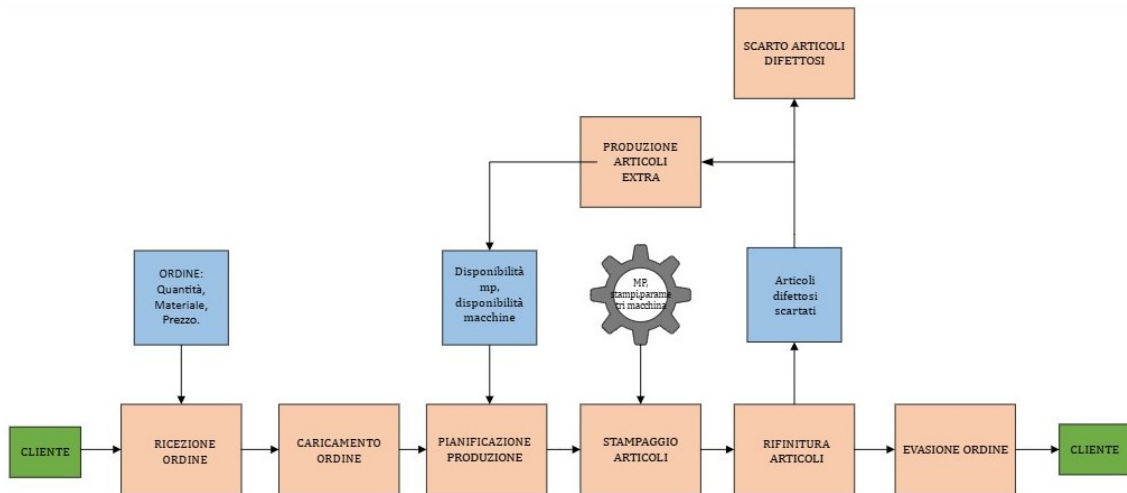 SCARTO ARTICOLI
DIFETTOSI
PRODUZIONE
ARTICOLI
EXTRA
ORDINE:
Quantità,
Materiale,
Prezzo.
Disponibilità
mp,
disponibilità
macchine
MP,
stampi,parame
tri macchina
Articoli
difettosi
scartati
CLIENTE
RICEZIONE
ORDINE
CARICAMENTO
ORDINE
PIANIFICAZIONE
PRODUZIONE
STAMPAGGIO
ARTICOLI
RIFINITURA
ARTICOLI
EVASIONE ORDINE
CLIENTE